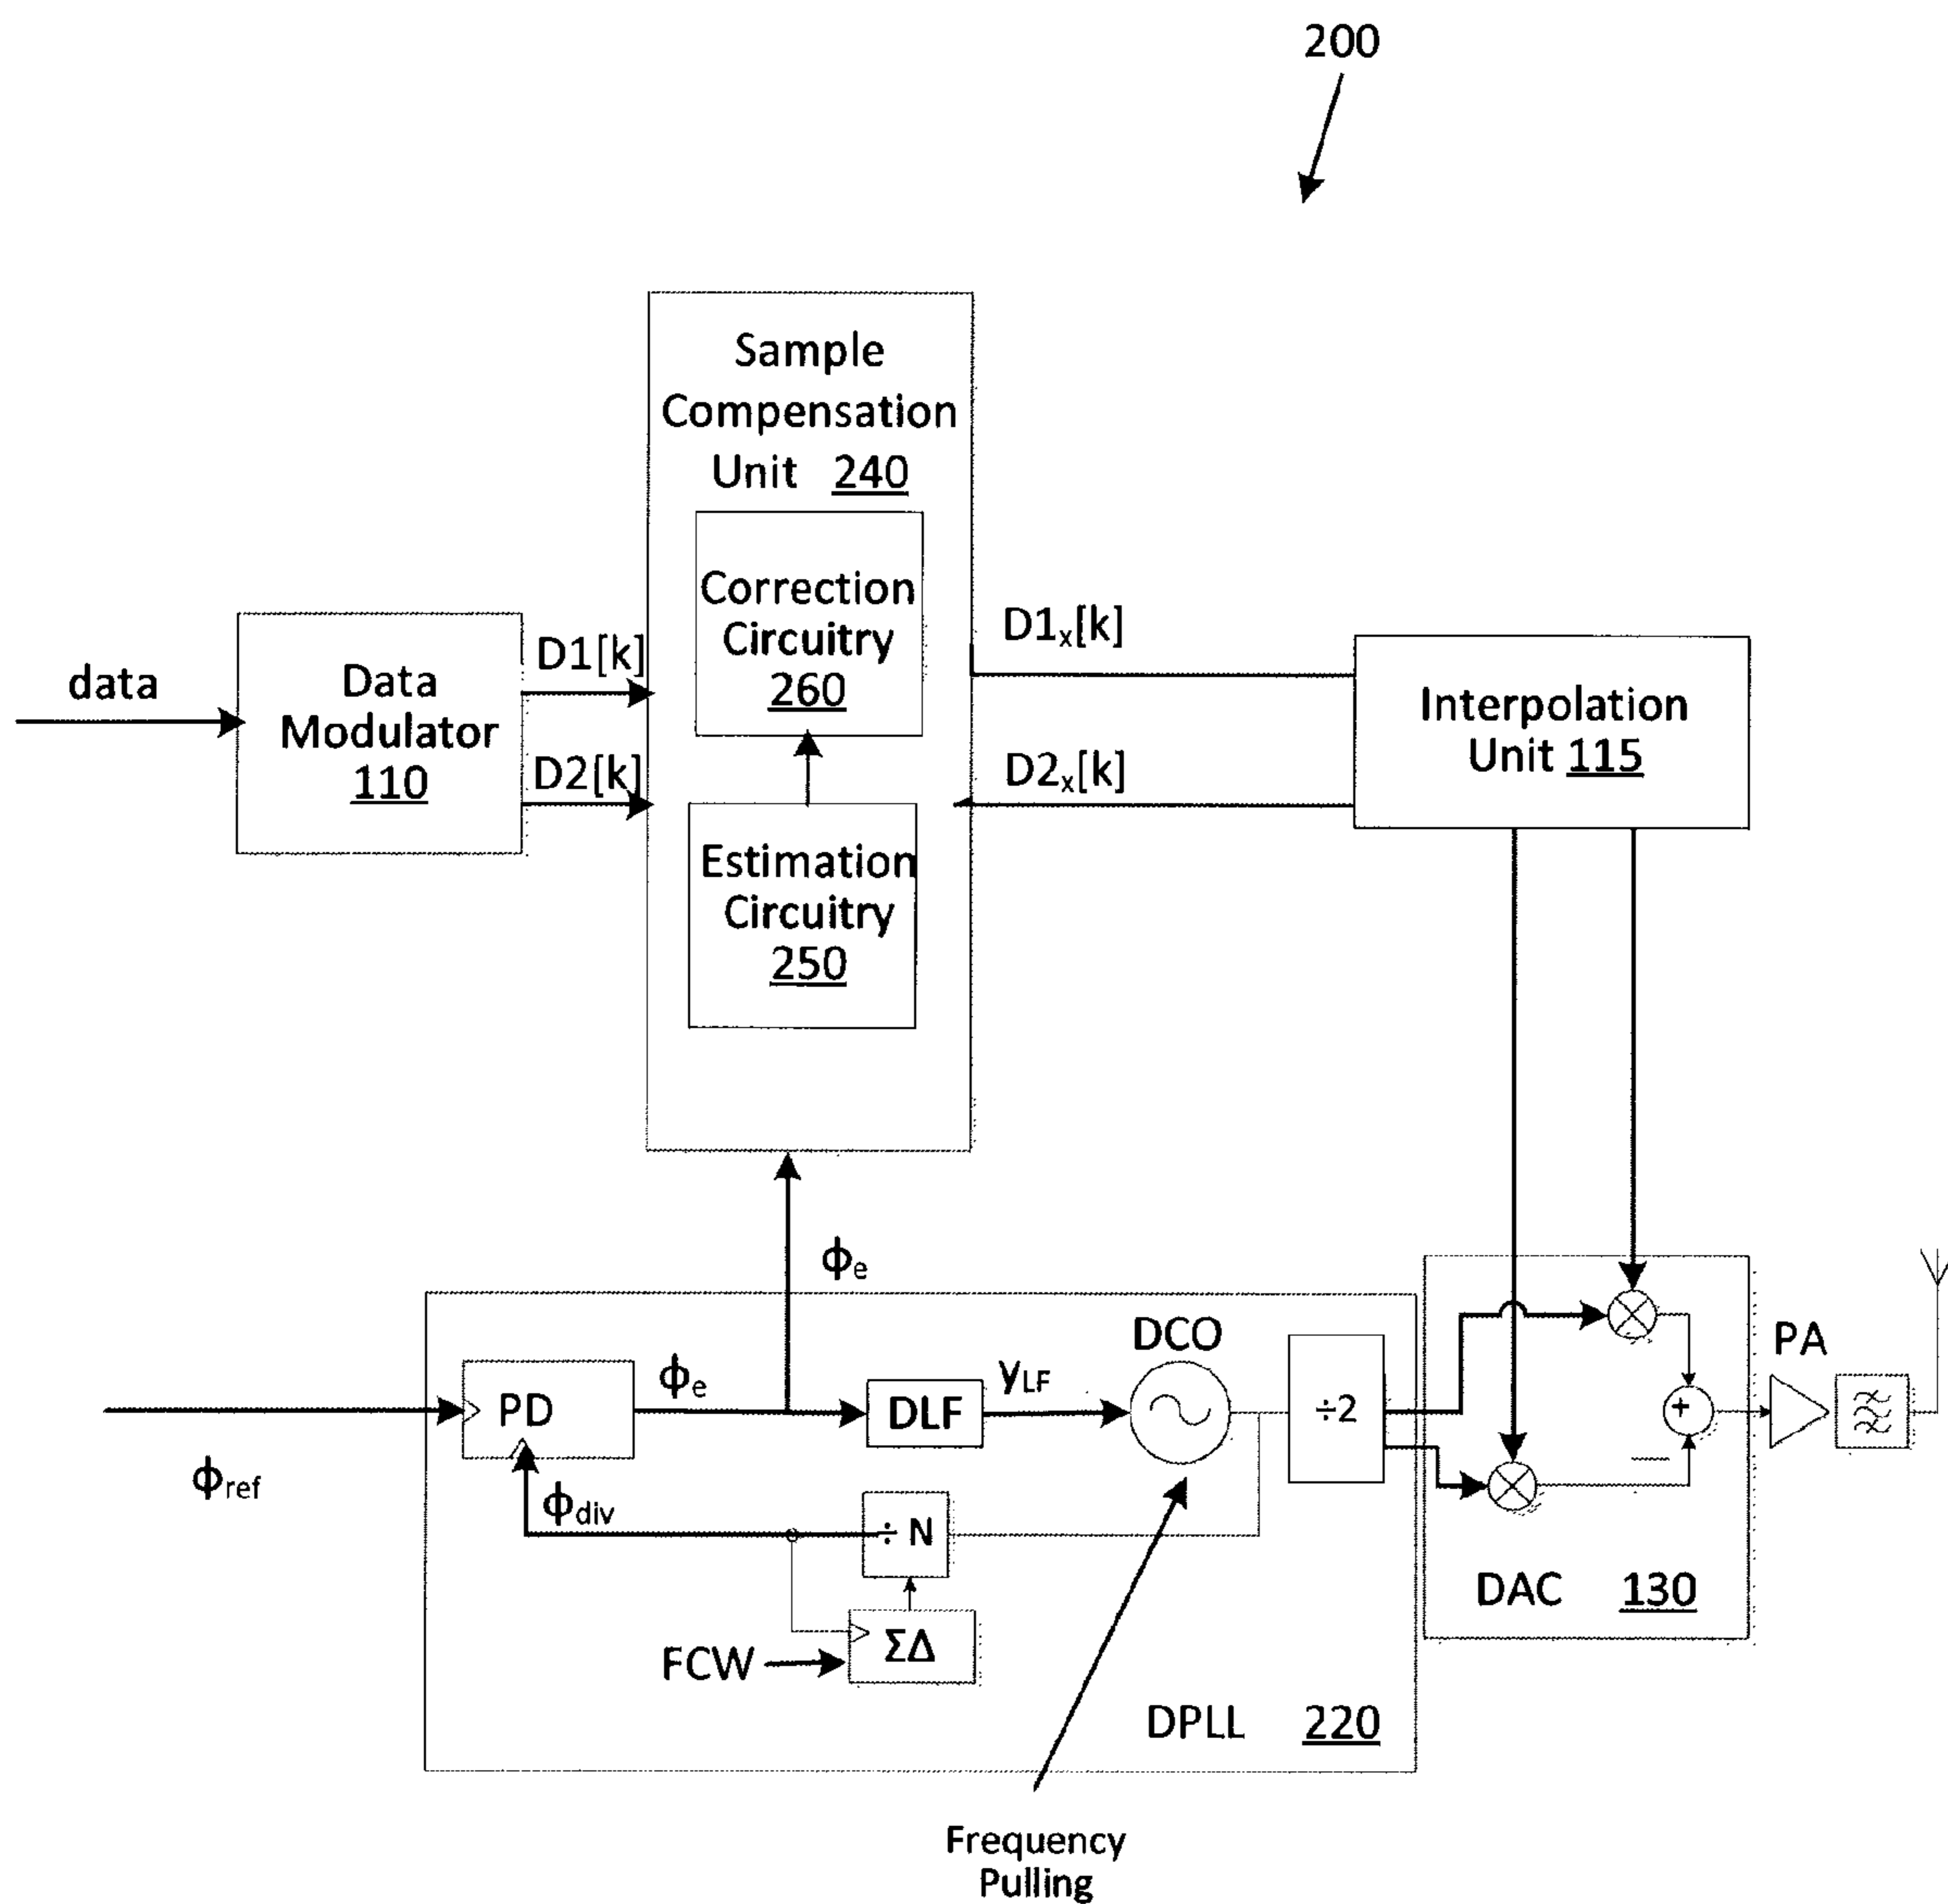 200
Sample
Compensation
Unit 240
Correction
Circuitry
260
Estimation
Circuitry
250
data
Data
Modulator
110
D1[k]
D2[k]
D1x[k]
D2x[k]
Interpolation
Unit 115
ϕe
DCO
PA
PD
ϕe
DLF
yLF
÷2
+
ϕref
ϕdiv
÷ N
DAC 130
FCW
ΣΔ
DPLL 220
Frequency
Pulling